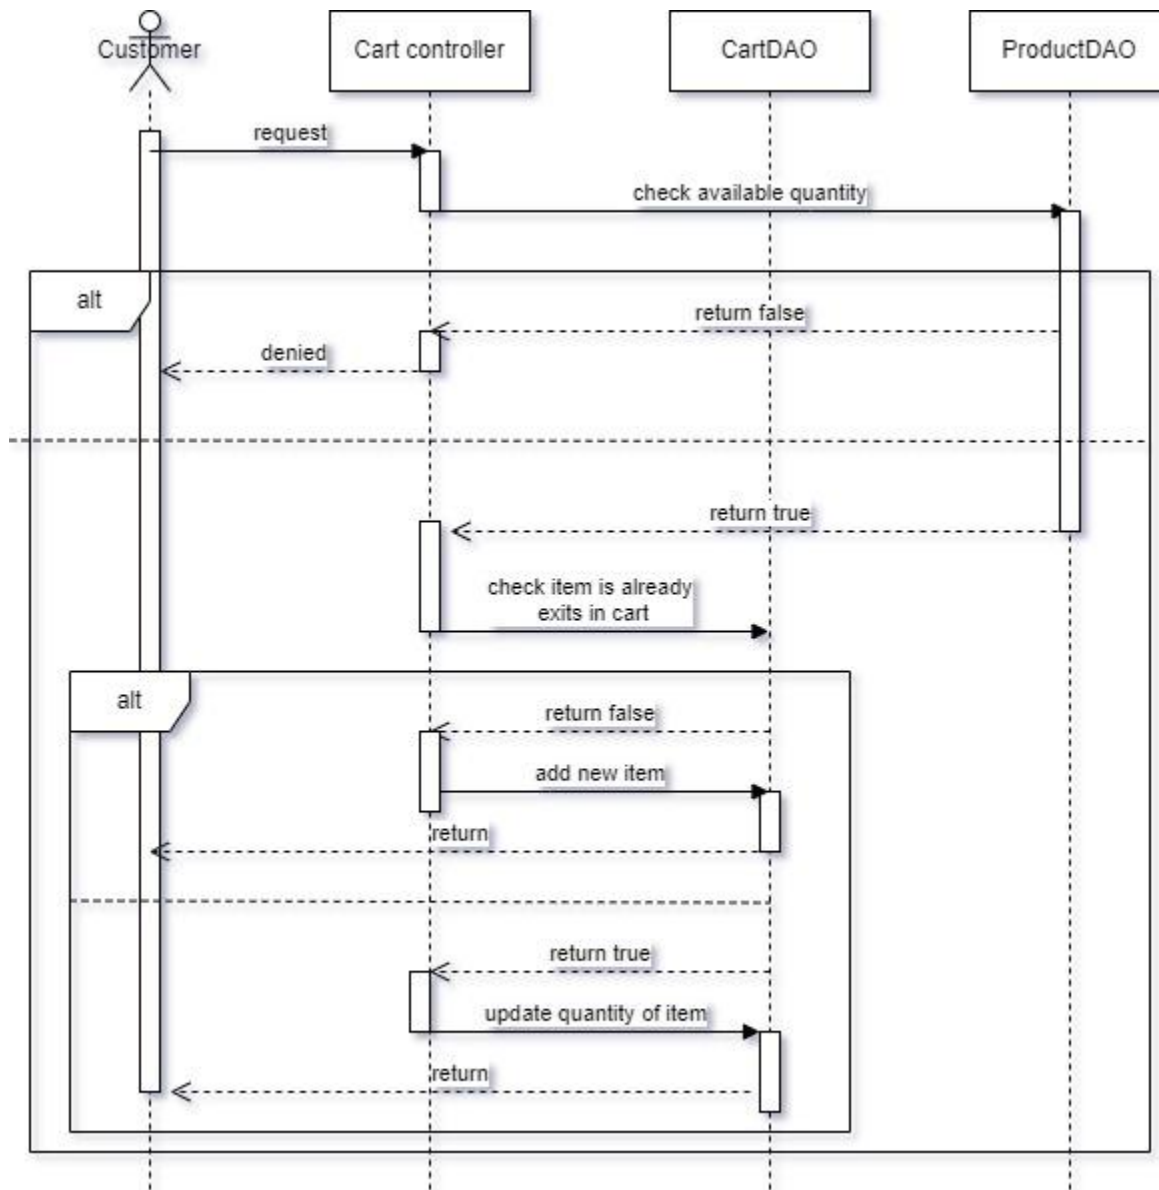 Customer
Cart controller
CartDAO
ProductDAO
request
check available quantity
alt
return false
denied
return true
check item is already
exits in cart
alt
return false
add new item
return
return true
update quantity of item
return